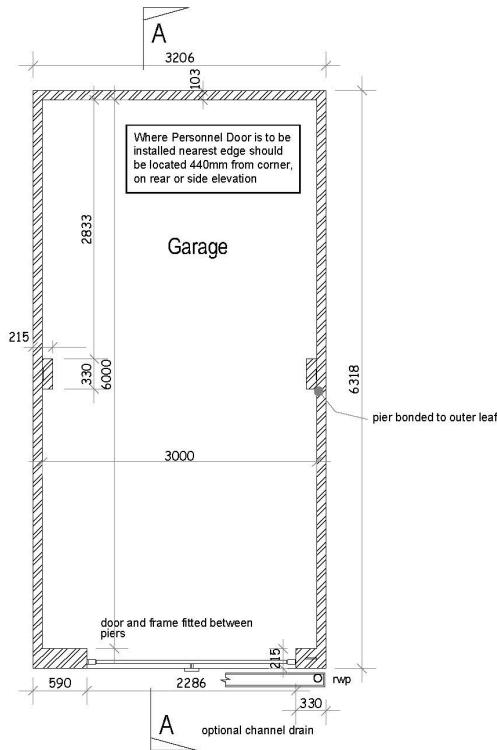 A
3206
103
Where Personnel Door is to be
installed nearest edge should
be located 440mm from corner,
on rear or side elevation
2833
Garage
215
330
6000
6318
pier bonded to outer leaf
3000
door and frame fitted between
piers
215
rwp
590
2286
330
A
optional channel drain